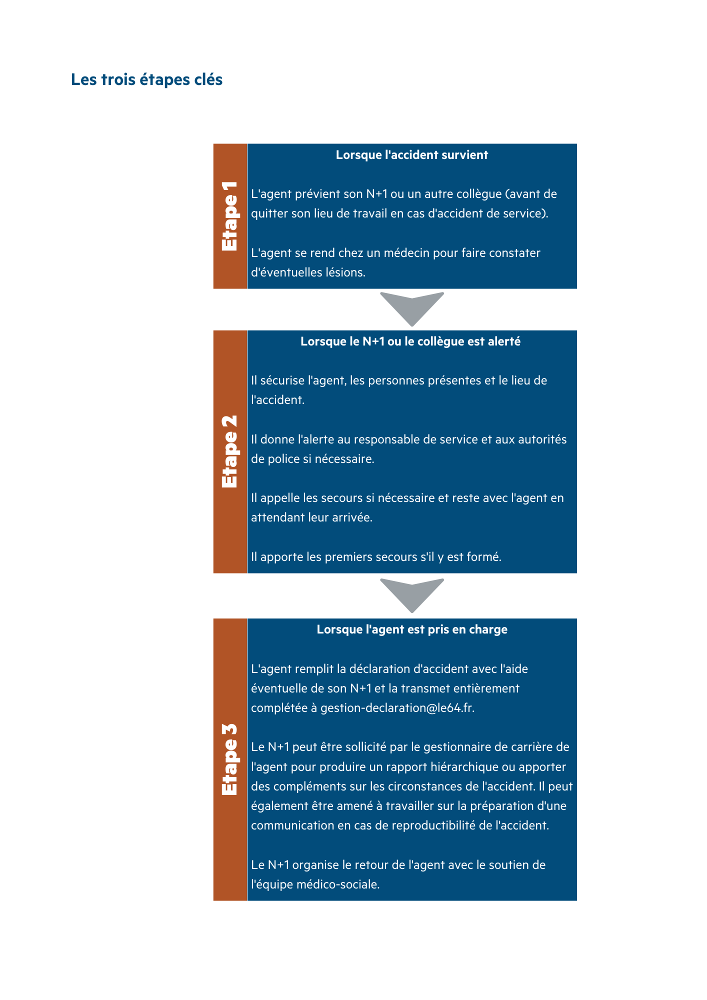 Les trois étapes clés
Etape 1
Lorsque l'accident survient
L'agent prévient son N+1 ou un autre collègue (avant de
quitter son lieu de travail en cas d'accident de service).
L'agent se rend chez un médecin pour faire constater
d'éventuelles lésions.
Etape 2
Lorsque le N+1 ou le collègue est alerté
Il sécurise l'agent, les personnes présentes et le lieu de
l'accident.
Il donne l'alerte au responsable de service et aux autorités
de police si nécessaire.
Il appelle les secours si nécessaire et reste avec l'agent en
attendant leur arrivée.
Il apporte les premiers secours s'il y est formé.
Etape 3
Lorsque l'agent est pris en charge
L'agent remplit la déclaration d'accident avec l'aide
éventuelle de son N+1 et la transmet entièrement
complétée à gestion-declaration@le64.fr.
Le N+1 peut être sollicité par le gestionnaire de carrière de
l'agent pour produire un rapport hiérarchique ou apporter
des compléments sur les circonstances de l'accident. Il peut
également être amené à travailler sur la préparation d'une
communication en cas de reproductibilité de l'accident.
Le N+1 organise le retour de l'agent avec le soutien de
l'équipe médico-sociale.